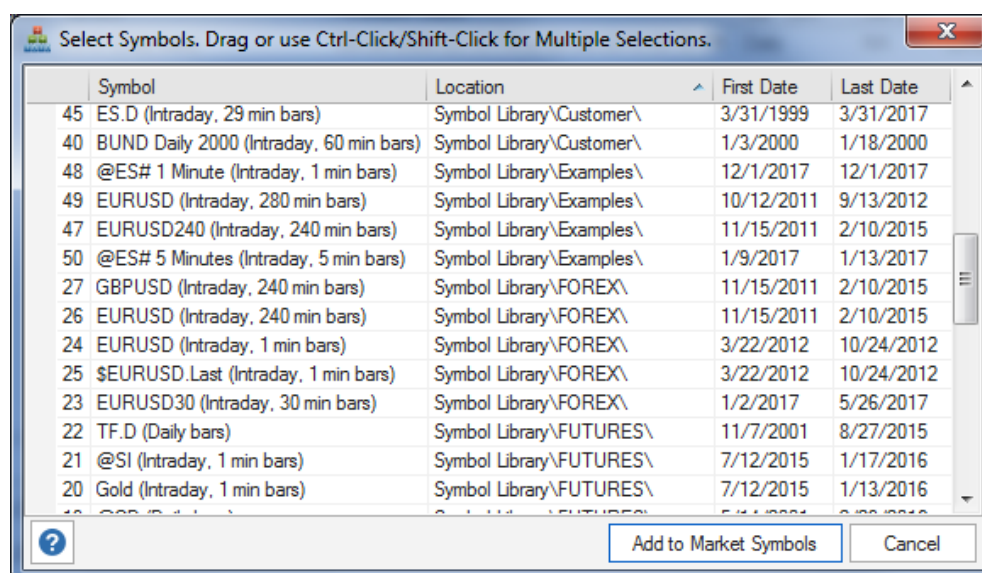 Select Symbols. Drag or use Ctrl-Click/Shift-Click for Multiple Selections.
Symbol Location First Date Last Date
45 ES.D (Intraday, 29 min bars) Symbol Library\Customer\ 3/31/1999 3/31/2017
40 BUND Daily 2000 (Intraday, 60 min bars) Symbol Library\Customer\ 1/3/2000 1/18/2000
48 @ES# 1 Minute (Intraday, 1 min bars) Symbol Library\Examples\ 12/1/2017 12/1/2017
49 EURUSD (Intraday, 280 min bars) Symbol Library\Examples\ 10/12/2011 9/13/2012
47 EURUSD240 (Intraday, 240 min bars) Symbol Library\Examples\ 11/15/2011 2/10/2015
50 @ES# 5 Minutes (Intraday, 5 min bars) Symbol Library\Examples\ 1/9/2017 1/13/2017
27 GBPUSD (Intraday, 240 min bars) Symbol Library\FOREX\ 11/15/2011 2/10/2015
26 EURUSD (Intraday, 240 min bars) Symbol Library\FOREX\ 11/15/2011 2/10/2015
24 EURUSD (Intraday, 1 min bars) Symbol Library\FOREX\ 3/22/2012 10/24/2012
25 $EURUSD.Last (Intraday, 1 min bars) Symbol Library\FOREX\ 3/22/2012 10/24/2012
23 EURUSD30 (Intraday, 30 min bars) Symbol Library\FOREX\ 1/2/2017 5/26/2017
22 TF.D (Daily bars) Symbol Library\FUTURES\ 11/7/2001 8/27/2015
21 @SI (Intraday, 1 min bars) Symbol Library\FUTURES\ 7/12/2015 1/17/2016
20 Gold (Intraday, 1 min bars) Symbol Library\FUTURES\ 7/12/2015 1/13/2016
Add to Market Symbols Cancel